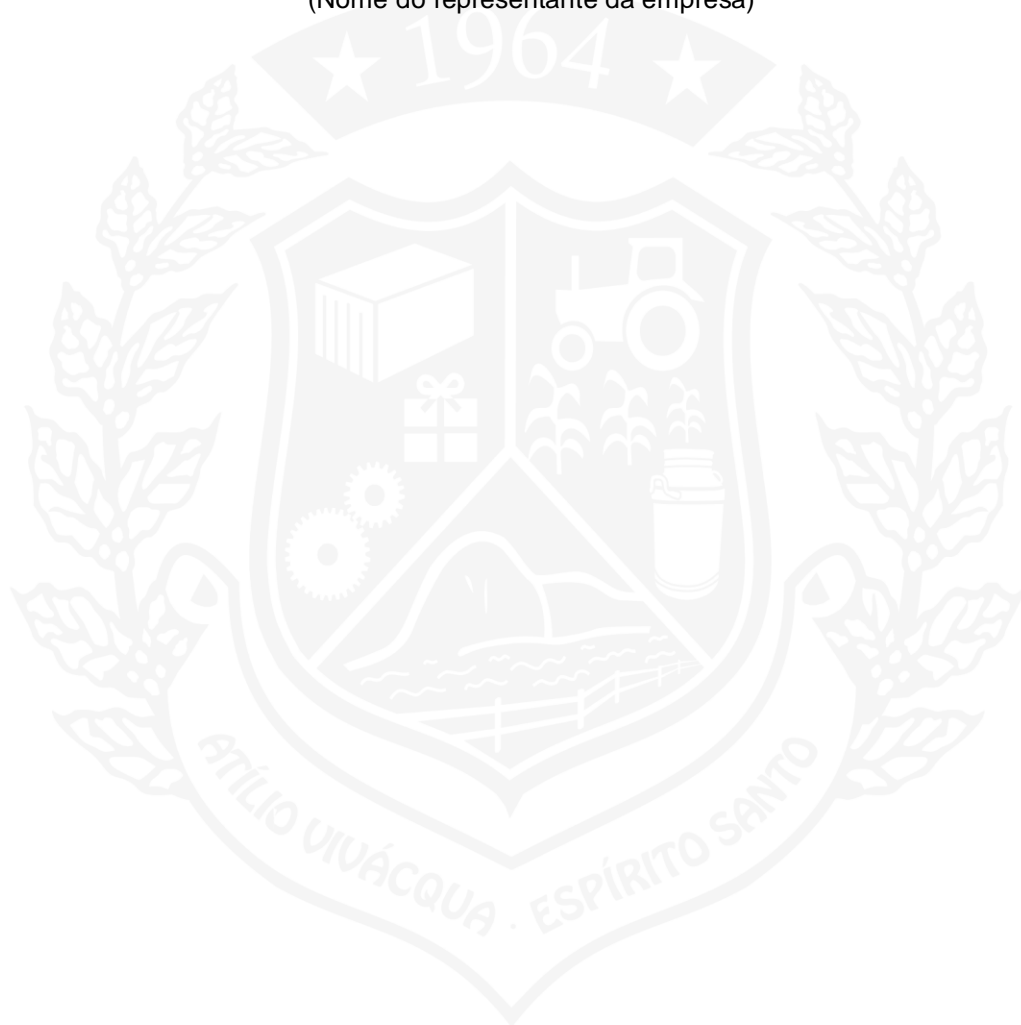 (Nome do representante da empresa)
1964
ATÍLIO VIVÁCQUA . ESPÍRITO SANTO